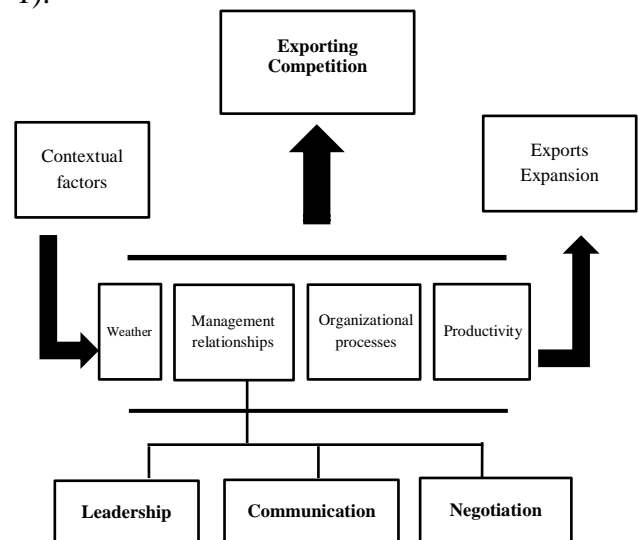 1).
Exporting
Competition
Contextual
factors
Exports
Expansion
Weather
Management
relationships
Organizational
processes
Productivity
Leadership
Communication
Negotiation